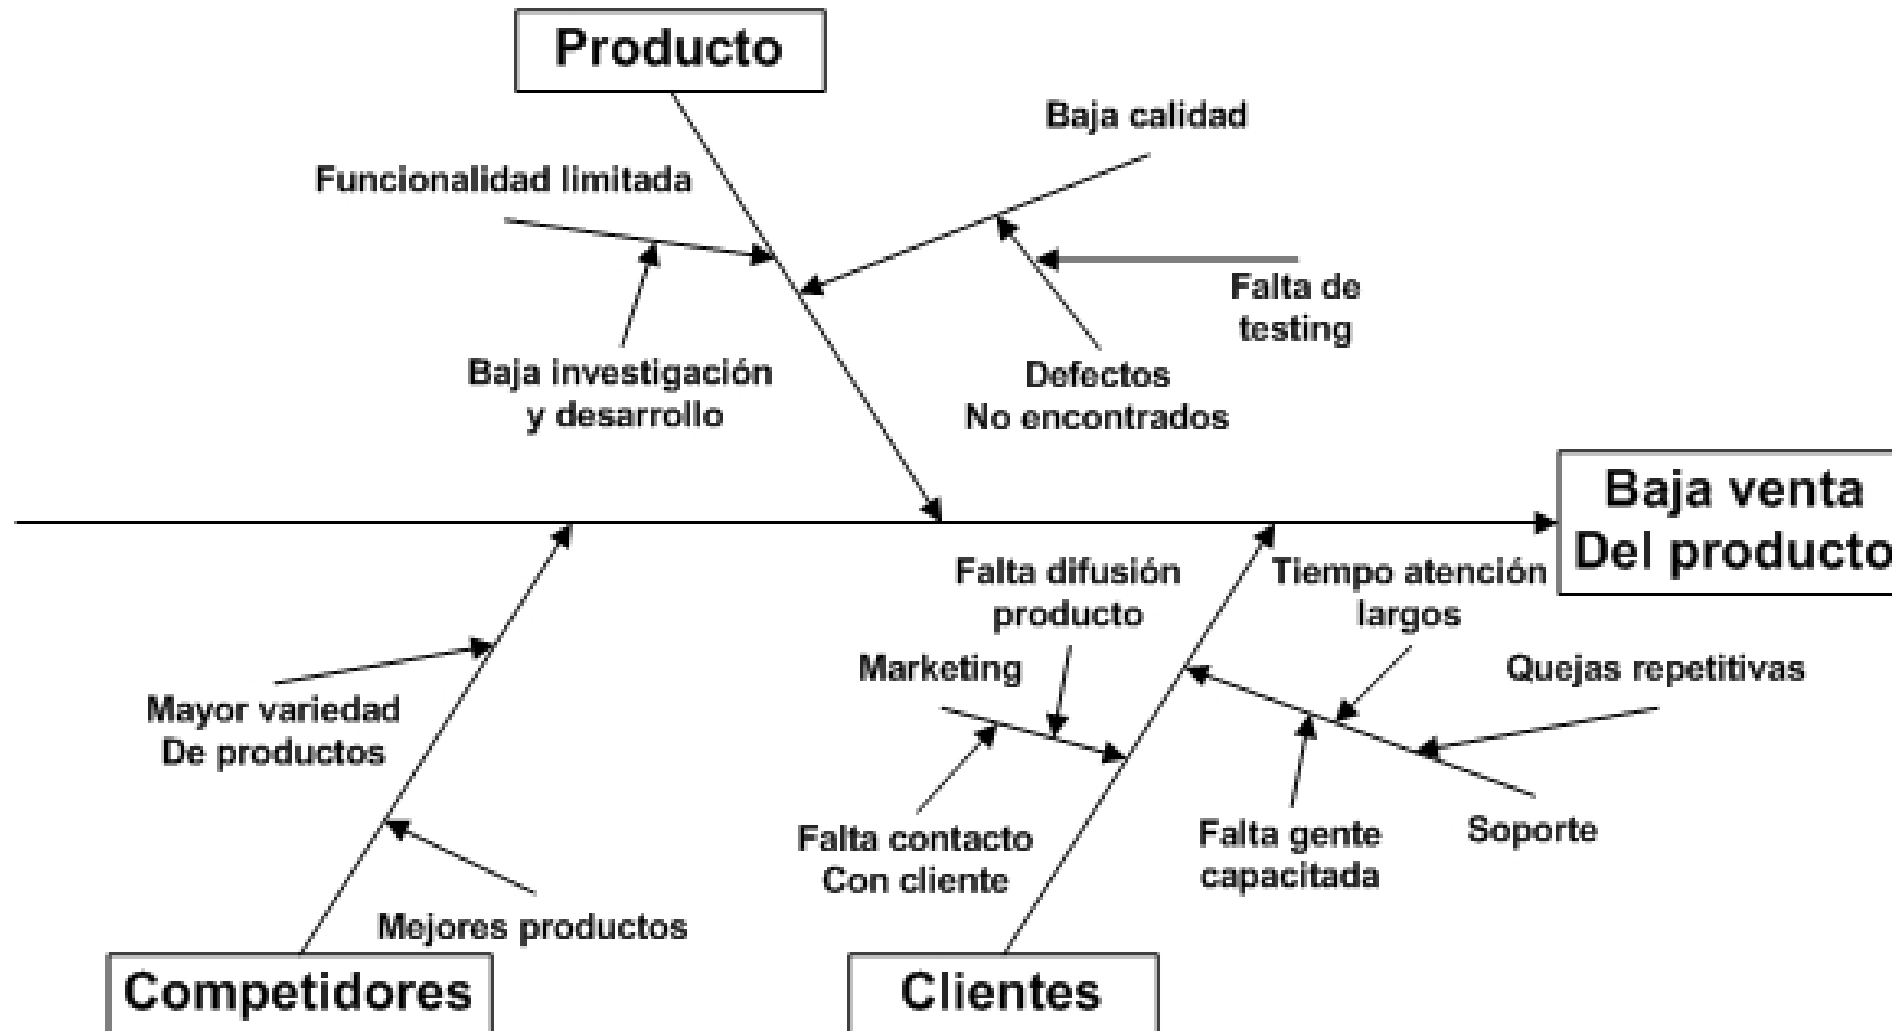 Producto
Baja calidad
Funcionalidad limitada
Falta de
testing
Baja investigación
y desarrollo
Defectos
No encontrados
Baja venta
Del producto
Falta difusión
producto
Tiempo atención
largos
Marketing
Quejas repetitivas
Mayor variedad
De productos
Falta contacto
Con cliente
Falta gente
capacitada
Soporte
Mejores productos
Competidores
Clientes